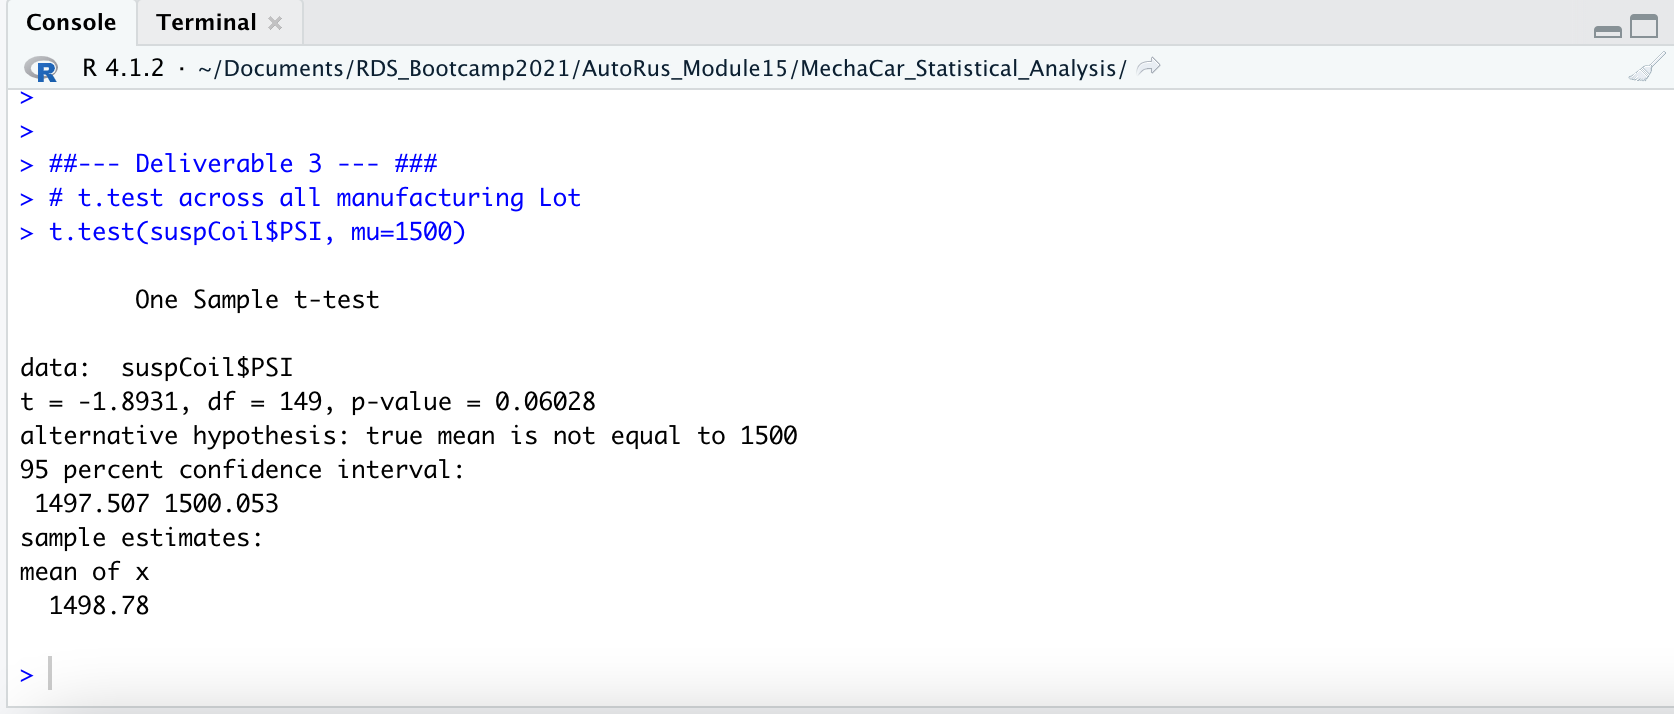 Console Terminal
R R 4.1.2 · ~/Documents/RDS_Bootcamp2021/AutoRus_Module15/MechaCar_Statistical_Analysis/
>
>
> ##--- Deliverable 3 --- ###
> # t.test across all manufacturing Lot
> t.test(suspCoil$PSI, mu=1500)
One Sample t-test
data:  suspCoil$PSI
t = -1.8931, df = 149, p-value = 0.06028
alternative hypothesis: true mean is not equal to 1500
95 percent confidence interval:
1497.507 1500.053
sample estimates:
mean of x
1498.78
>